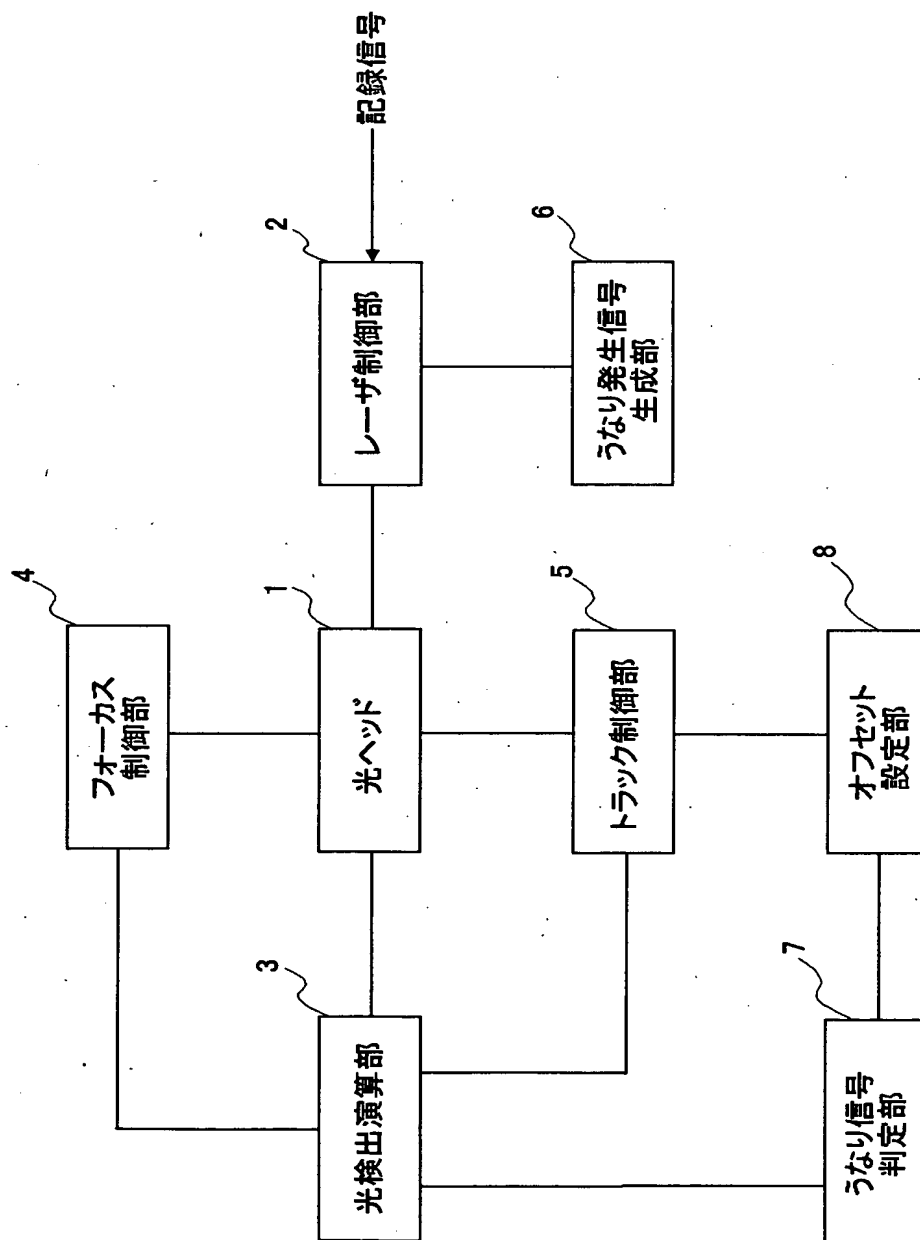 4
フォーカス
制御部
3
1
2
光検出演算部
光ヘッド
レーザ制御部
記録信号
5
6
トラック制御部
うなり発生信号
生成部
7
8
うなり信号
判定部
オフセット
設定部